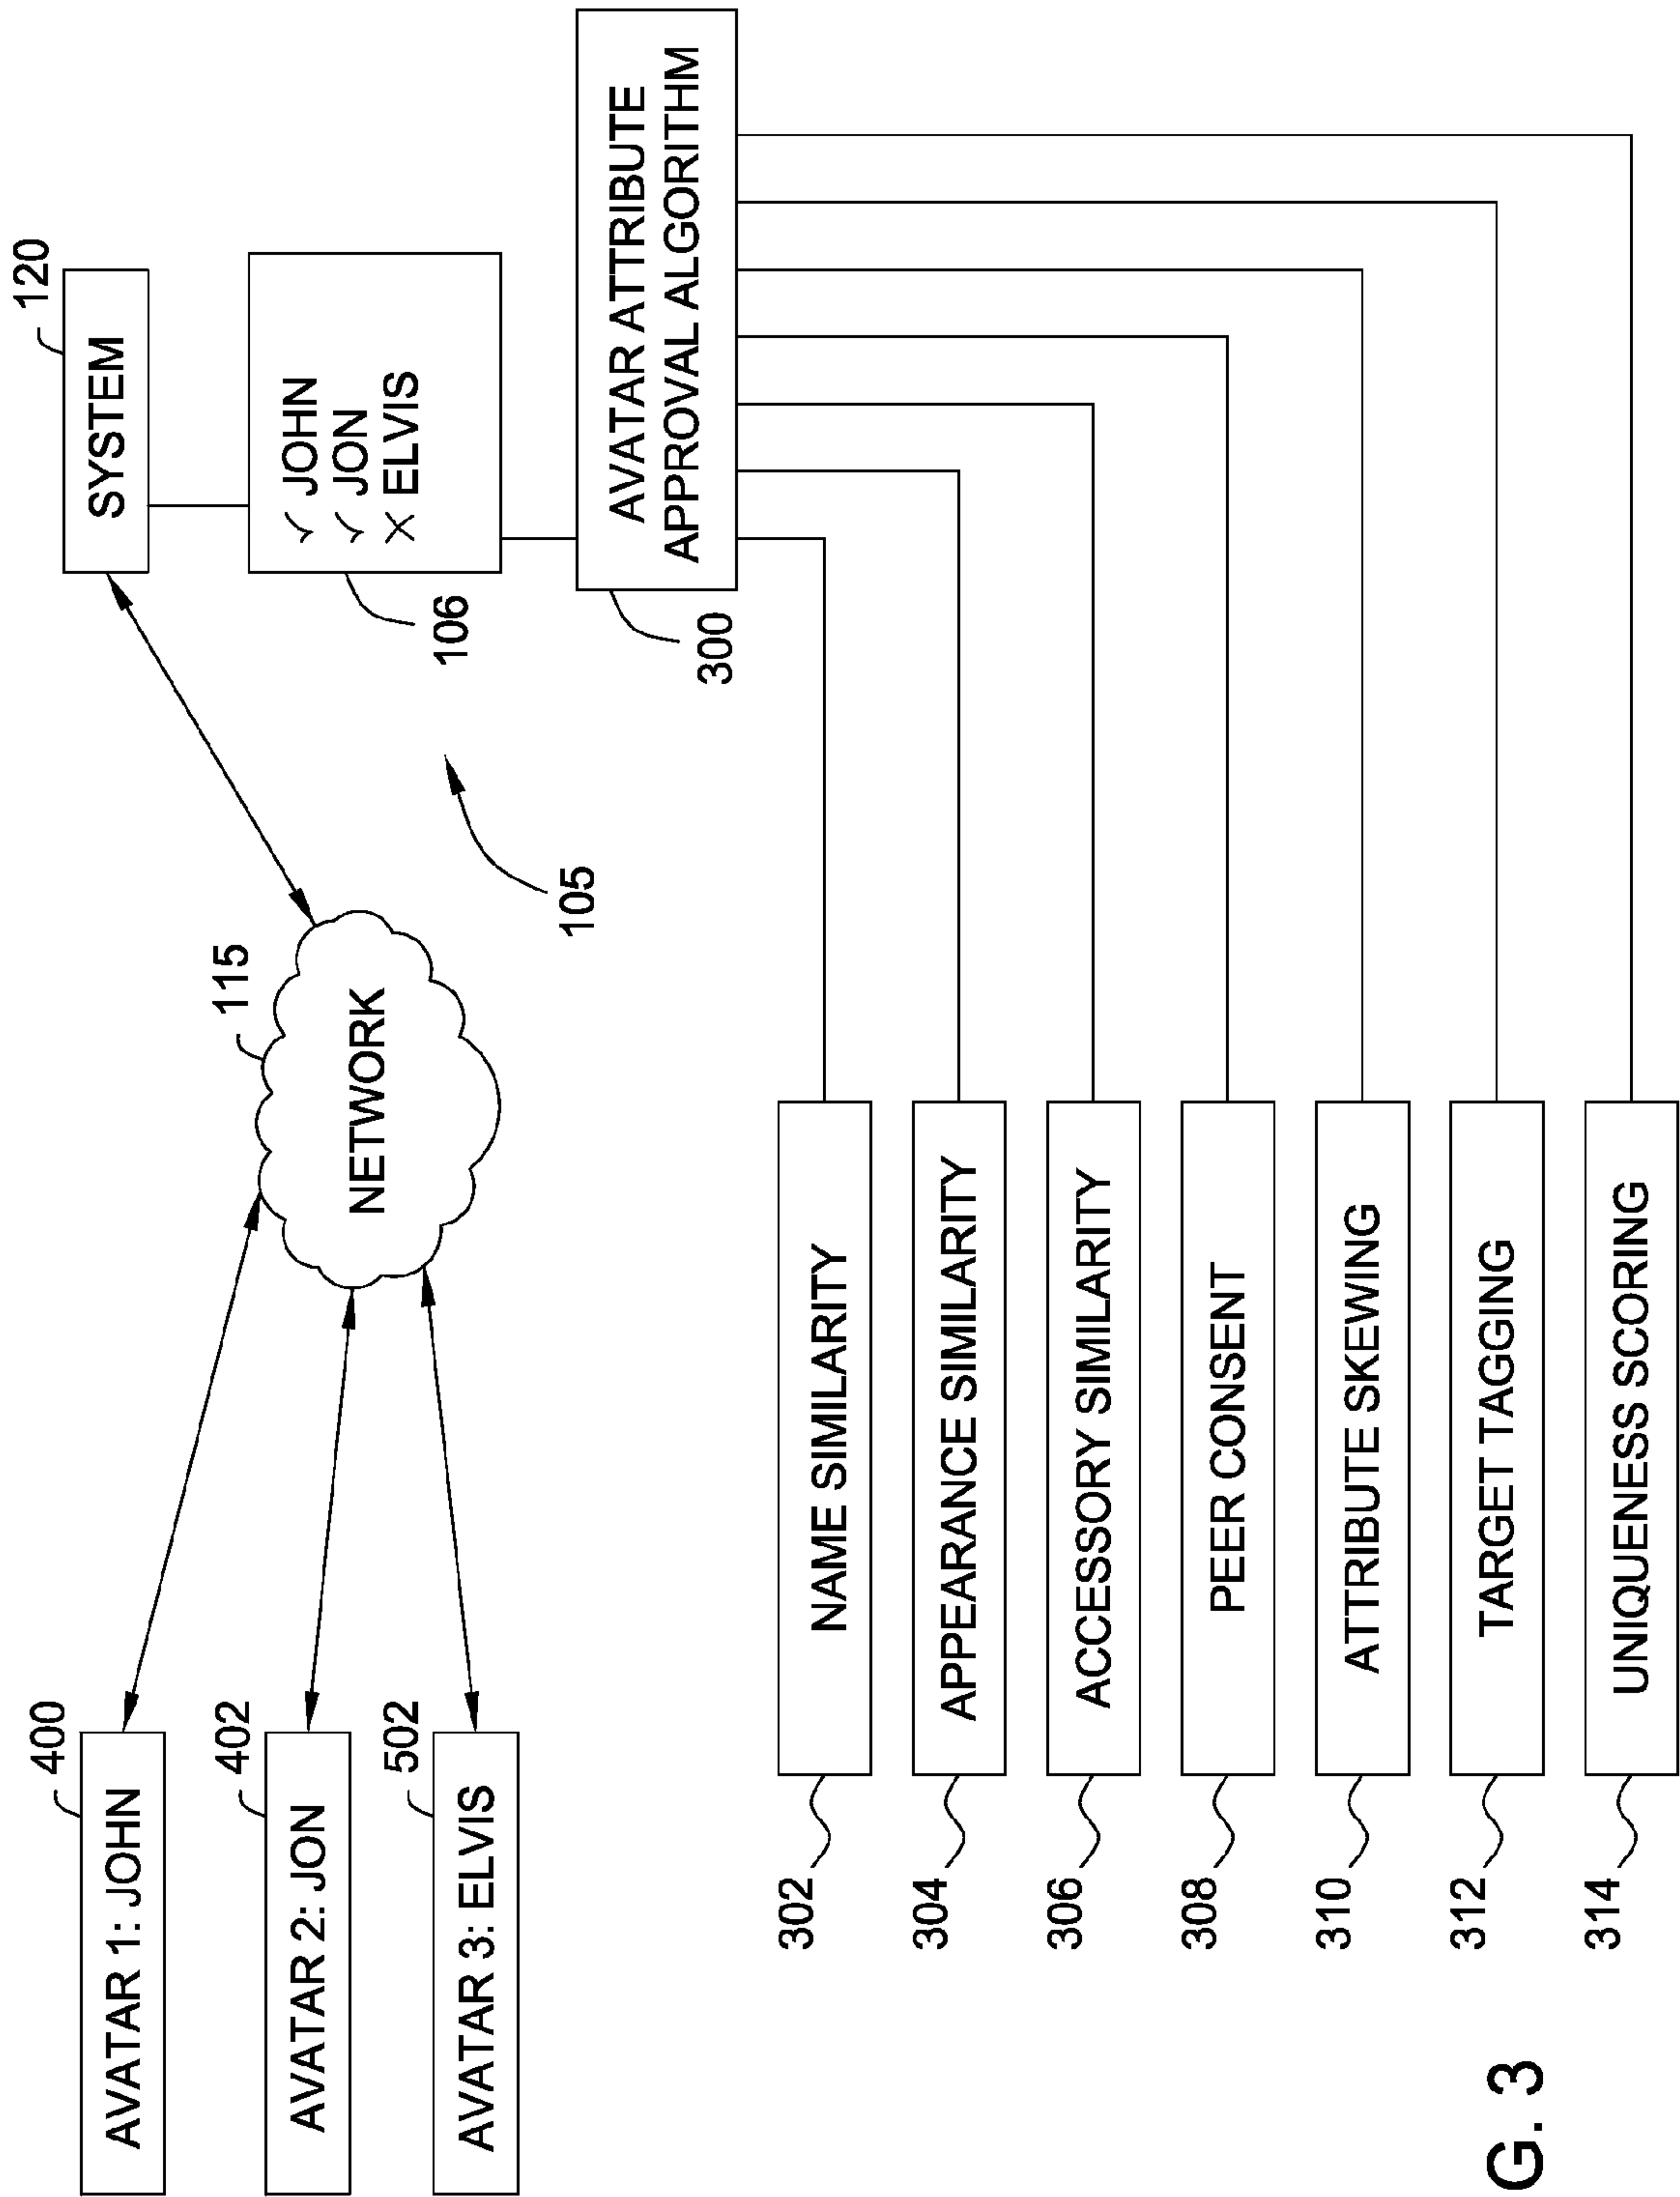 400
AVATAR 1: JOHN
402
AVATAR 2: JON
502
AVATAR 3: ELVIS
115
NETWORK
120
SYSTEM
JOHN
JON
✗ ELVIS
106
105
AVATAR ATTRIBUTE
APPROVAL ALGORITHM
300
302
NAME SIMILARITY
304
APPEARANCE SIMILARITY
306
ACCESSORY SIMILARITY
308
PEER CONSENT
310
ATTRIBUTE SKEWING
312
TARGET TAGGING
314
UNIQUENESS SCORING
G. 3